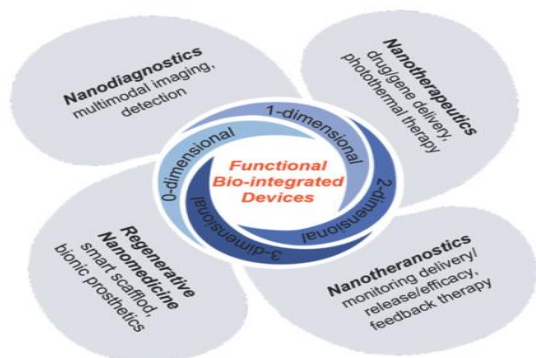 Nanodiagnostics
multimodal imaging,
detection
Nanotherapeutics
drug/gene delivery,
photothermal therapy
1-dimensional
0-dimensional
2-dimensional
3-dimensional
Functional
Bio-integrated
Devices
Regenerative
Nanomedicine
smart scaffold,
bionic prosthetics
Nanotheranostics
monitoring delivery/
release/efficacy,
feedback therapy